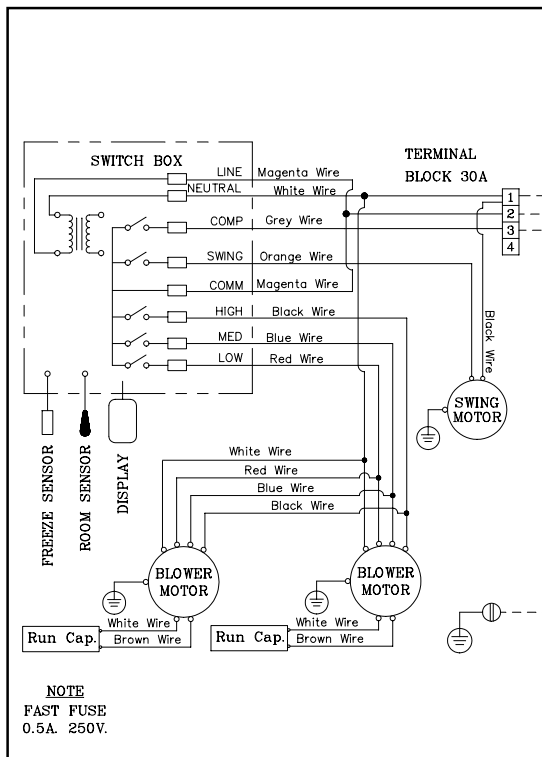 SWITCH BOX
TERMINAL
BLOCK 30A
LINE Magenta Wire
NEUTRAL White Wire
COMP Grey Wire
SWING Orange Wire
COMM Magenta Wire
HIGH Black Wire
MED Blue Wire
LOW Red Wire
1
2
3
4
Black Wire
SWING
MOTOR
FREEZE SENSOR
ROOM SENSOR
DISPLAY
White Wire
Red Wire
Blue Wire
Black Wire
BLOWER
MOTOR
BLOWER
MOTOR
White Wire
Run Cap.
Brown Wire
White Wire
Run Cap.
Brown Wire
NOTE
FAST FUSE
0.5A. 250V.